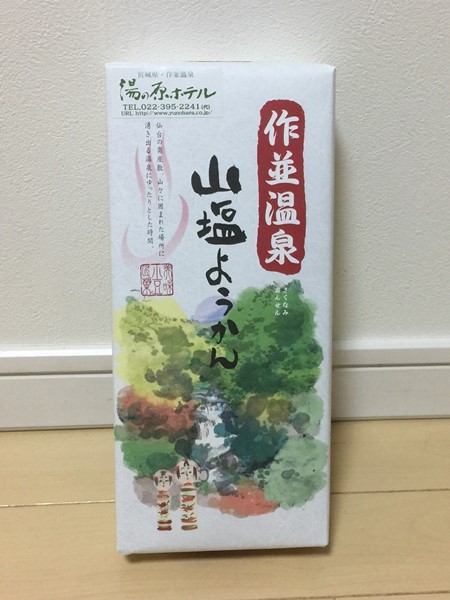 宮城県・作並温泉
湯の原ホテル
TEL.022-395-2241(代)
URL http://www.yunohara.co.jp/
作並温泉
さくなみ
おんせん
山塩ようかん
仙台の奥座敷、山々に囲まれた場所に
湧き出る温泉にゆったりとした時間。
小豆